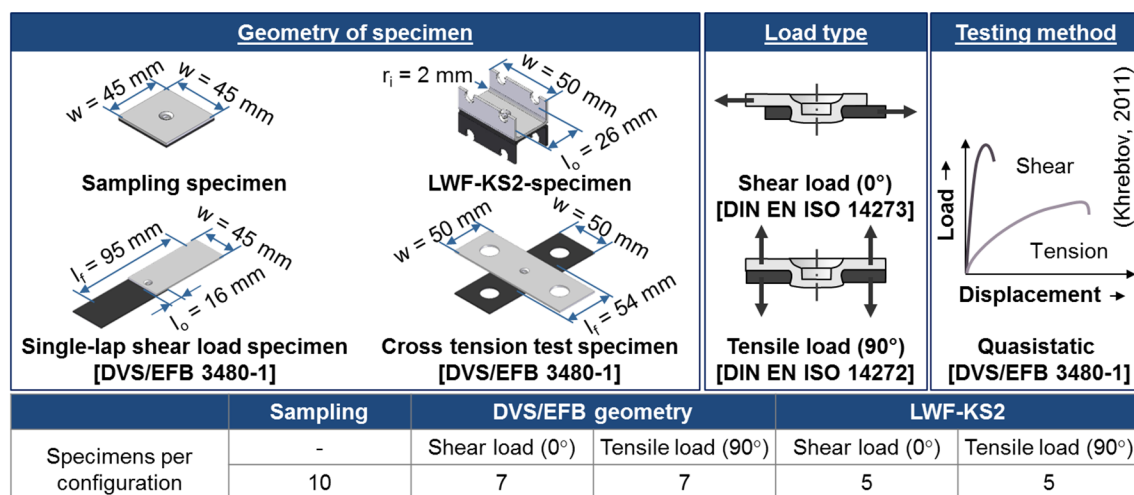 Geometry of specimen
w = 45 mm
w = 45 mm
Sampling specimen
rᵢ = 2 mm
w = 50 mm
lₒ = 26 mm
LWF-KS2-specimen
l_f = 95 mm
w = 45 mm
lₒ = 16 mm
Single-lap shear load specimen
[DVS/EFB 3480-1]
w = 50 mm
w = 50 mm
l_f = 54 mm
Cross tension test specimen
[DVS/EFB 3480-1]
Load type
Shear load (0°)
[DIN EN ISO 14273]
Tensile load (90°)
[DIN EN ISO 14272]
Testing method
Load
Shear
Tension
Displacement
(Khrebtov, 2011)
Quasistatic
[DVS/EFB 3480-1]
Sampling DVS/EFB geometry LWF-KS2
Specimens per configuration
- Shear load (0°) Tensile load (90°) Shear load (0°) Tensile load (90°)
10 7 7 5 5